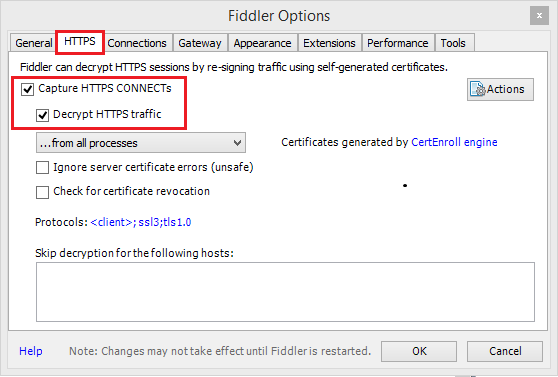 Fiddler Options
x
General HTTPS Connections Gateway Appearance Extensions Performance Tools
Fiddler can decrypt HTTPS sessions by re-signing traffic using self-generated certificates.
Capture HTTPS CONNECTs
Actions
Decrypt HTTPS traffic
...from all processes
Certificates generated by CertEnroll engine
Ignore server certificate errors (unsafe)
Check for certificate revocation
Protocols: <client>; ssl3;tls1.0
Skip decryption for the following hosts:
Help
Note: Changes may not take effect until Fiddler is restarted.
OK
Cancel